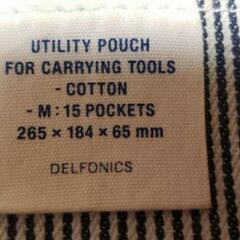 UTILITY POUCH
FOR CARRYING TOOLS
- COTTON
- M : 15 POCKETS
265 × 184 × 65 mm
DELFONICS